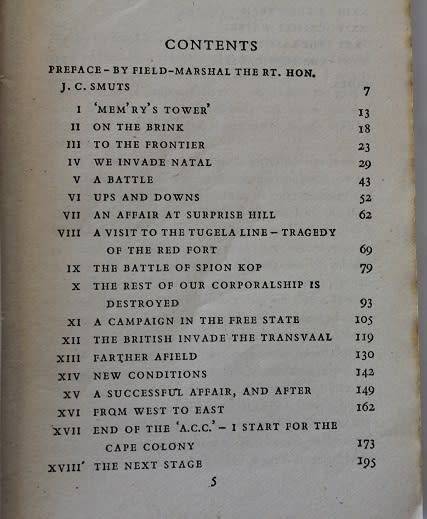 CONTENTS
PREFACE – BY FIELD-MARSHAL THE RT. HON.
J. C. SMUTS 7
I 'MEM'RY'S TOWER' 13
II ON THE BRINK 18
III TO THE FRONTIER 23
IV WE INVADE NATAL 29
V A BATTLE 43
VI UPS AND DOWNS 52
VII AN AFFAIR AT SURPRISE HILL 62
VIII A VISIT TO THE TUGELA LINE – TRAGEDY
OF THE RED FORT 69
IX THE BATTLE OF SPION KOP 79
X THE REST OF OUR CORPORALSHIP IS
DESTROYED 93
XI A CAMPAIGN IN THE FREE STATE 105
XII THE BRITISH INVADE THE TRANSVAAL 119
XIII FARTHER AFIELD 130
XIV NEW CONDITIONS 142
XV A SUCCESSFUL AFFAIR, AND AFTER 149
XVI FROM WEST TO EAST 162
XVII END OF THE 'A.C.C.' – I START FOR THE
CAPE COLONY 173
XVIII THE NEXT STAGE 195
5